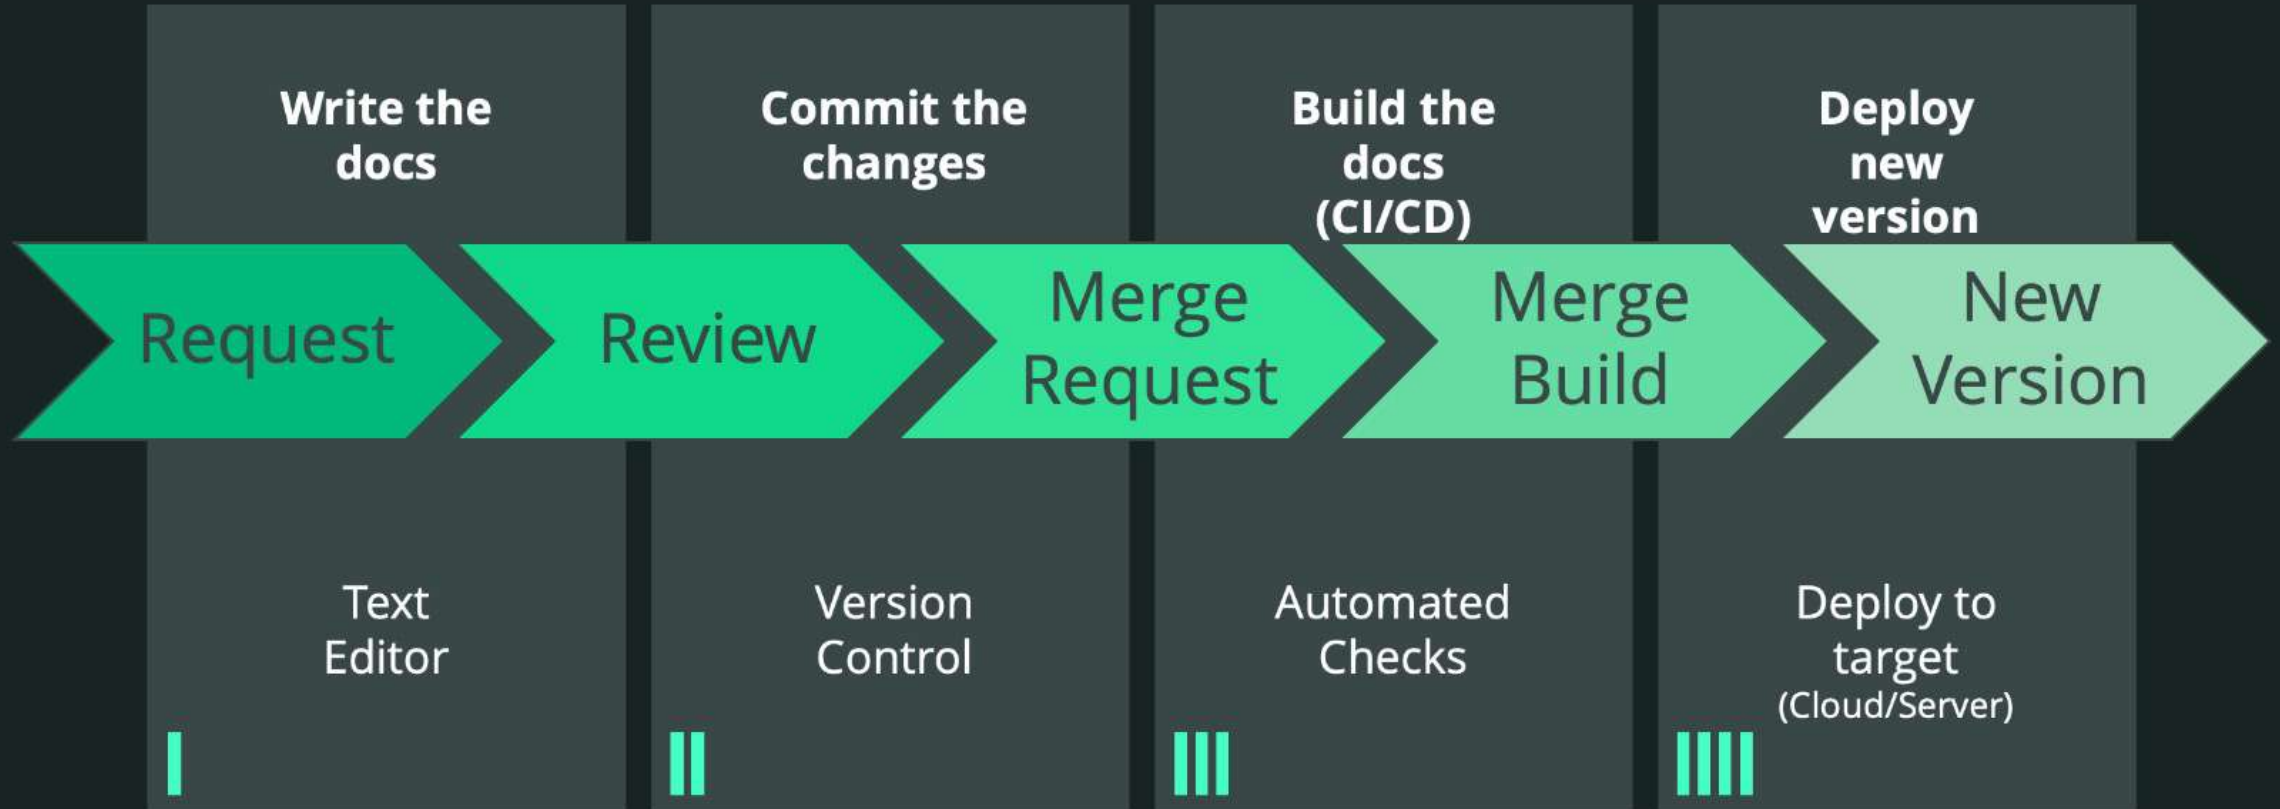 Write the
docs
Commit the
changes
Build the
docs
(CI/CD)
Deploy
new
version
Request
Review
Merge
Request
Merge
Build
New
Version
Text
Editor
Version
Control
Automated
Checks
Deploy to
target
(Cloud/Server)